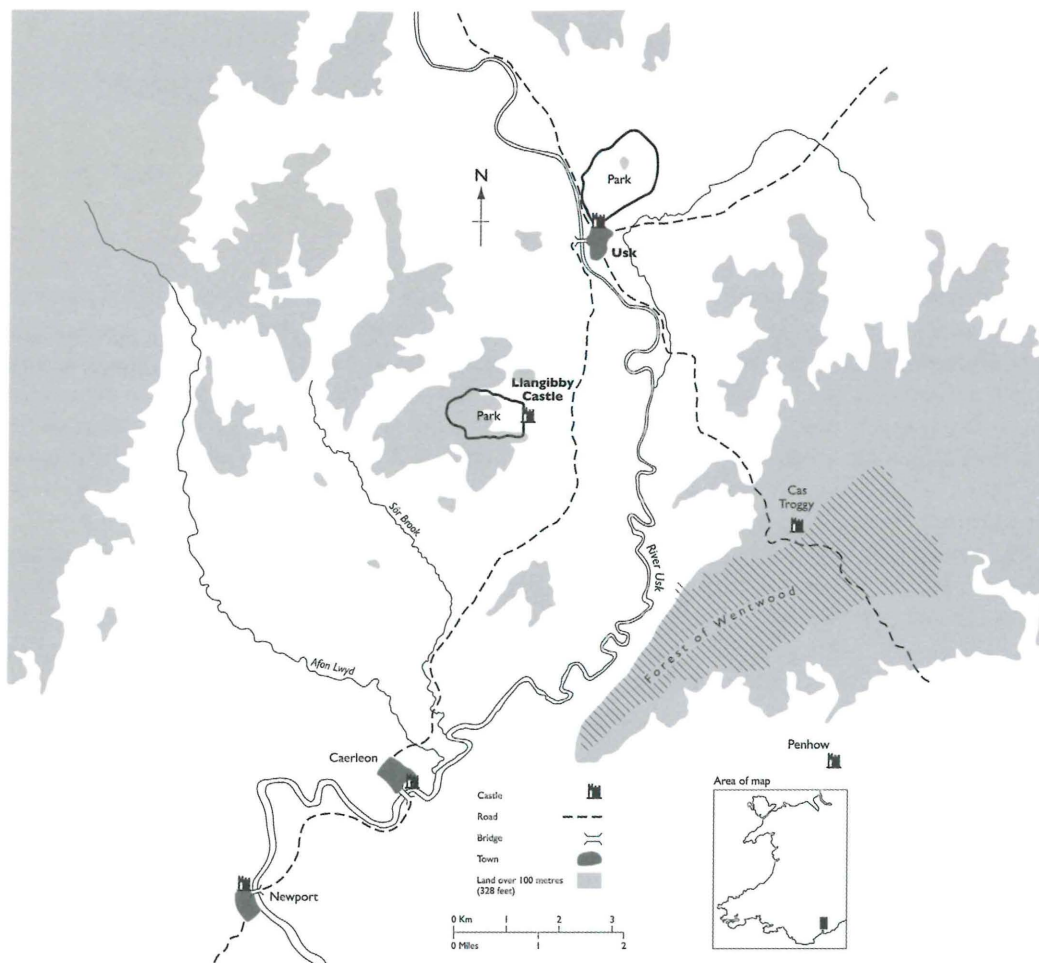 N
Park
Usk
Llangibby
Castle
Park
Cas
Troggy
Sôr Brook
River Usk
Forest of Wentwood
Afon Lwyd
Caerleon
Penhow
Newport
Castle
Road
Bridge
Town
Land over 100 metres
(328 feet)
0 Km 1 2 3
0 Miles 1 2
Area of map